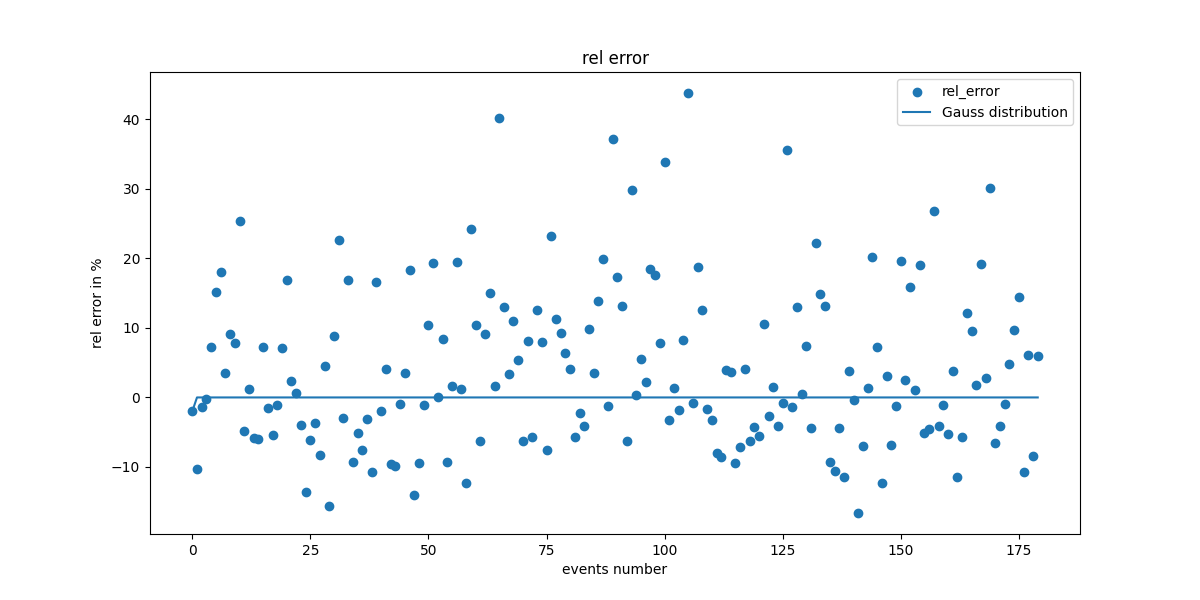 rel error
rel_error
Gauss distribution
40
30
20
10
0
−10
rel error in %
0 25 50 75 100 125 150 175
events number